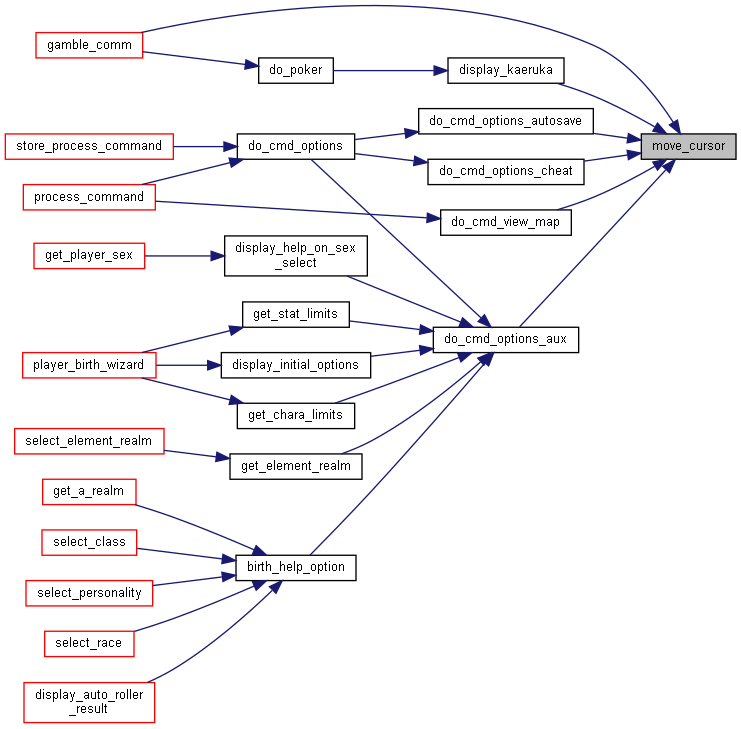 gamble_comm
do_poker
display_kaeruka
do_cmd_options_autosave
store_process_command
do_cmd_options
move_cursor
do_cmd_options_cheat
process_command
do_cmd_view_map
get_player_sex
display_help_on_sex
_select
get_stat_limits
do_cmd_options_aux
player_birth_wizard
display_initial_options
get_chara_limits
select_element_realm
get_element_realm
get_a_realm
select_class
birth_help_option
select_personality
select_race
display_auto_roller
_result